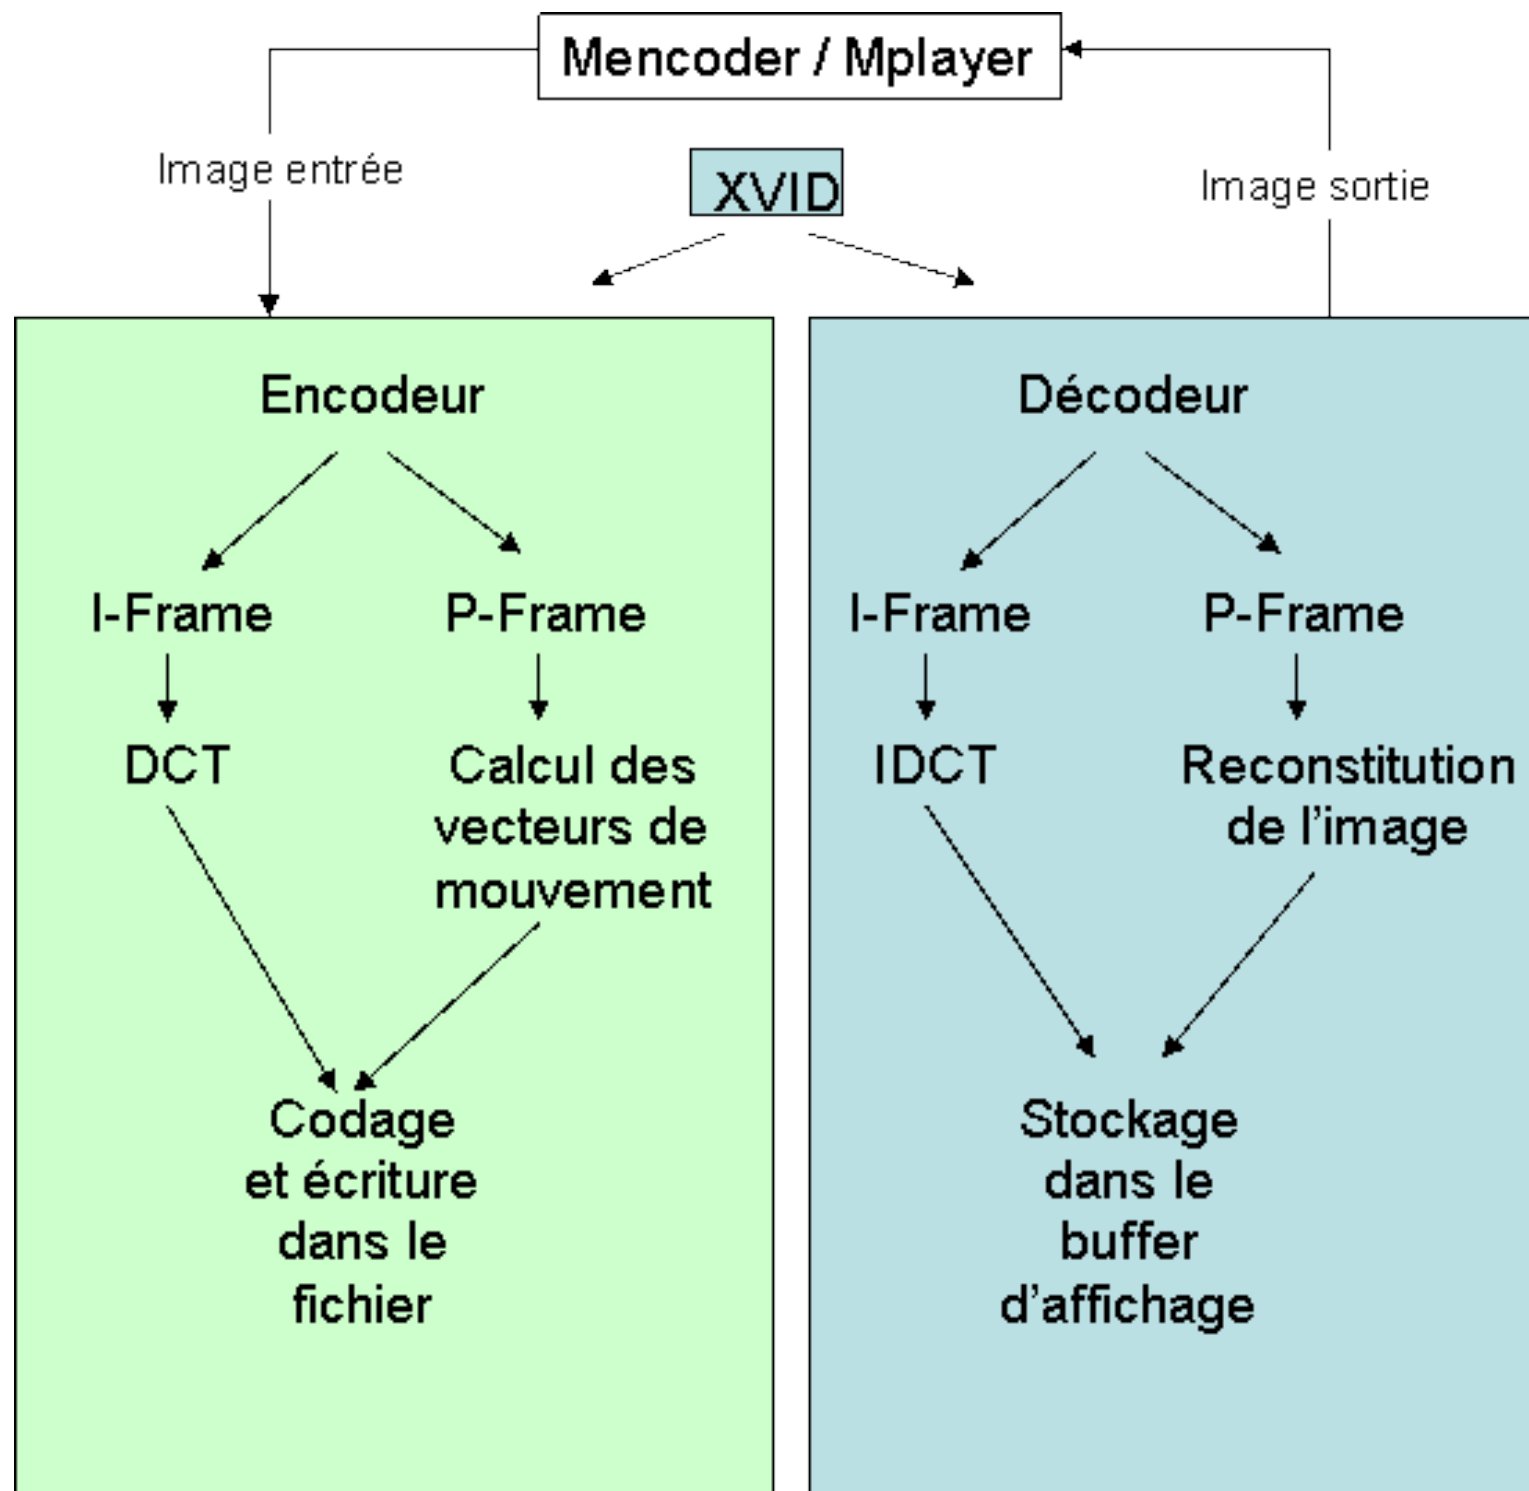 Mencoder / Mplayer
Image entrée
XVID
Image sortie
Encodeur
I-Frame
P-Frame
DCT
Calcul des
vecteurs de
mouvement
Codage
et écriture
dans le
fichier
Décodeur
I-Frame
P-Frame
IDCT
Reconstitution
de l'image
Stockage
dans le
buffer
d'affichage